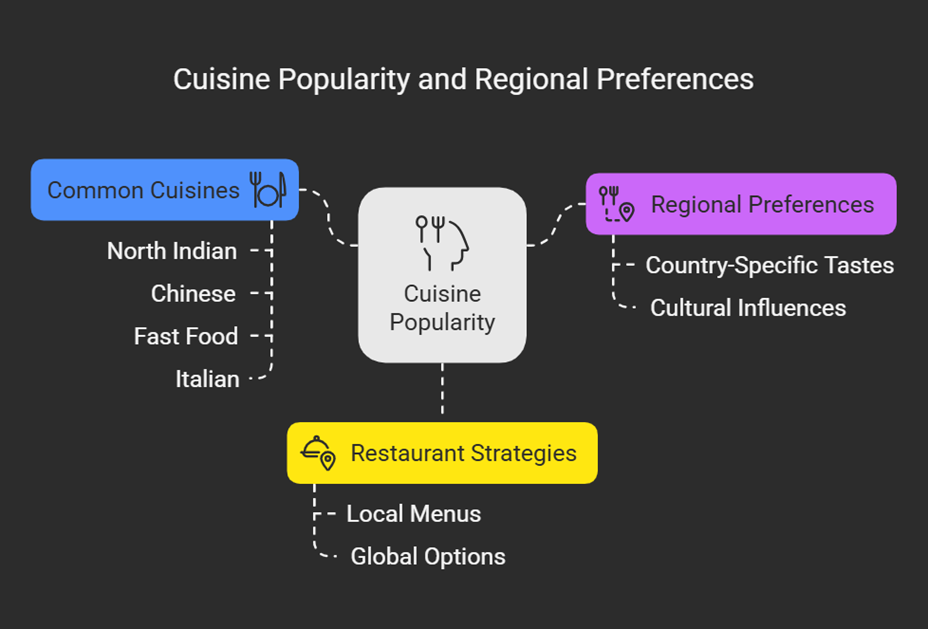 Cuisine Popularity and Regional Preferences
Common Cuisines
North Indian
Chinese
Fast Food
Italian
Cuisine
Popularity
Regional Preferences
Country-Specific Tastes
Cultural Influences
Restaurant Strategies
Local Menus
Global Options